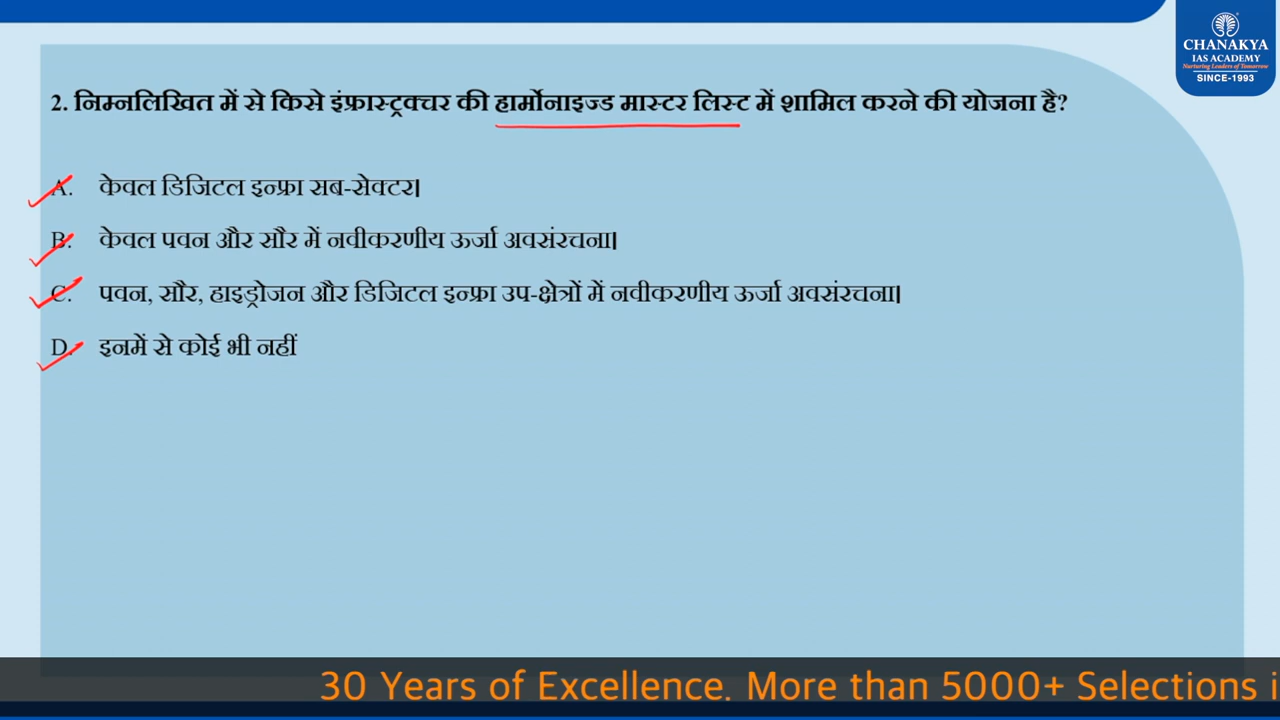 CHANAKYA
IAS ACADEMY
Nurturing Leaders of Tomorrow
SINCE-1993
2. निम्नलिखित में से किसे इंफ्रास्ट्रक्चर की हार्मोनाइज्ड मास्टर लिस्ट में शामिल करने की योजना है?
A. केवल डिजिटल इन्फ्रा सब-सेक्टर।
B. केवल पवन और सौर में नवीकरणीय ऊर्जा अवसंरचना।
C. पवन, सौर, हाइड्रोजन और डिजिटल इन्फ्रा उप-क्षेत्रों में नवीकरणीय ऊर्जा अवसंरचना।
D. इनमें से कोई भी नहीं
30 Years of Excellence. More than 5000+ Selections i